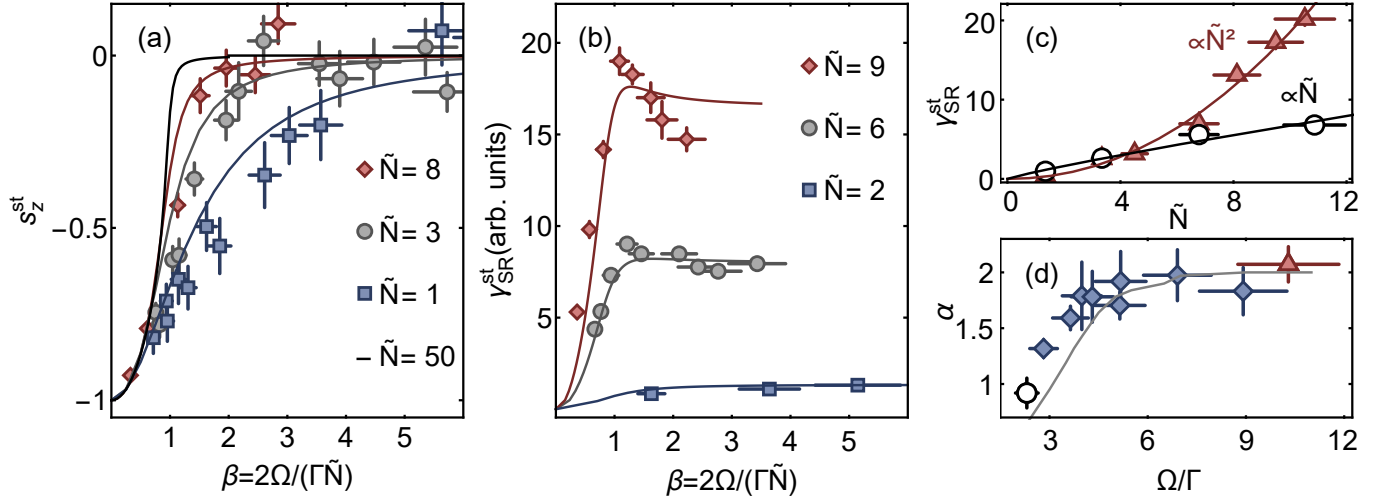 (a)
0
−0.5
−1
s_z^st
Ñ= 8
Ñ= 3
Ñ= 1
Ñ= 50
1 2 3 4 5
β=2Ω/(ΓÑ)
(b)
20
15
10
5
γ_SR^st (arb. units)
Ñ= 9
Ñ= 6
Ñ= 2
1 2 3 4 5
β=2Ω/(ΓÑ)
(c)
20
10
0
γ_SR^st
∝Ñ²
∝Ñ
0 4 8 12
Ñ
(d)
2
1.5
1
α
3 6 9 12
Ω/Γ